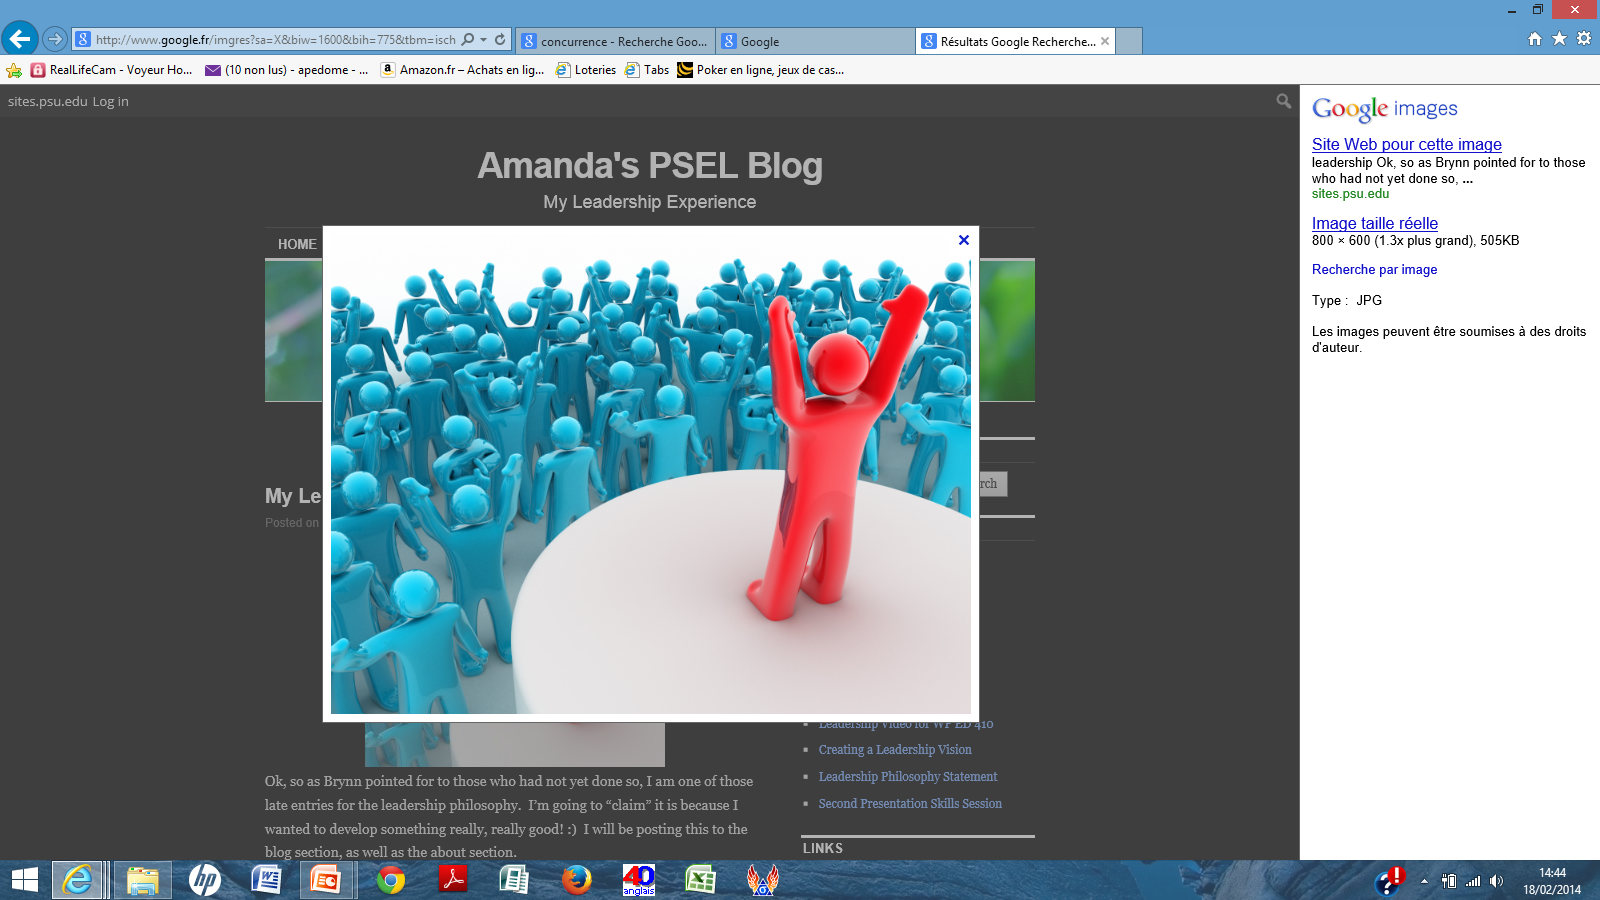 http://www.google.fr/imgres?sa=X&biw=1600&bih=775&tbm=isch
concurrence - Recherche Goo...
Google
Résultats Google Recherche...
RealLifeCam - Voyeur Ho...
(10 non lus) - apedome - ...
Amazon.fr – Achats en lig...
Loteries
Tabs
Poker en ligne, jeux de cas...
sites.psu.edu Log in
Amanda's PSEL Blog
My Leadership Experience
HOME
My Le
Posted on
rch
Leadership Video for WF ED 410
Creating a Leadership Vision
Leadership Philosophy Statement
Second Presentation Skills Session
LINKS
Ok, so as Brynn pointed for to those who had not yet done so, I am one of those
late entries for the leadership philosophy. I'm going to “claim” it is because I
wanted to develop something really, really good! :) I will be posting this to the
blog section, as well as the about section.
Google images
Site Web pour cette image
leadership Ok, so as Brynn pointed for to those
who had not yet done so, ...
sites.psu.edu
Image taille réelle
800 × 600 (1.3x plus grand), 505KB
Recherche par image
Type : JPG
Les images peuvent être soumises à des droits
d'auteur.
hp
40
anglais
14:44
18/02/2014